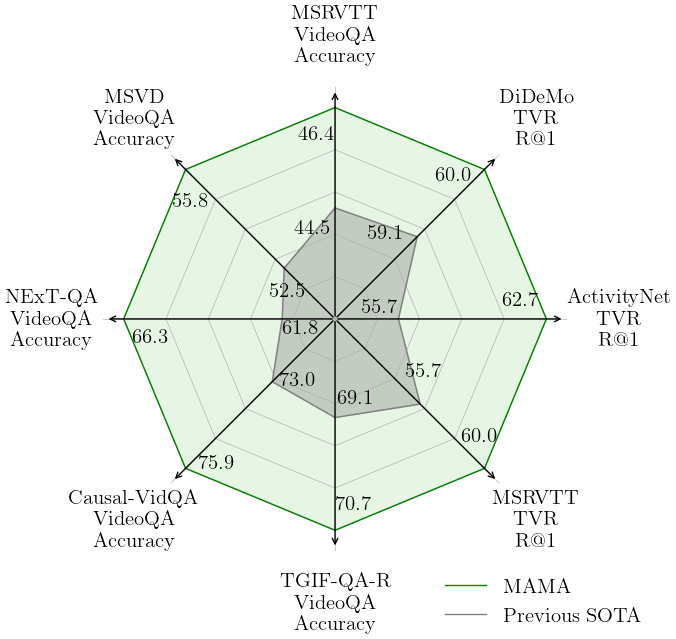 MSRVTT
VideoQA
Accuracy
MSVD
VideoQA
Accuracy
DiDeMo
TVR
R@1
46.4
60.0
55.8
44.5
59.1
52.5
55.7
62.7
NExT-QA
VideoQA
Accuracy
ActivityNet
TVR
R@1
61.8
66.3
73.0
55.7
69.1
75.9
60.0
70.7
Causal-VidQA
VideoQA
Accuracy
MSRVTT
TVR
R@1
TGIF-QA-R
VideoQA
Accuracy
MAMA
Previous SOTA